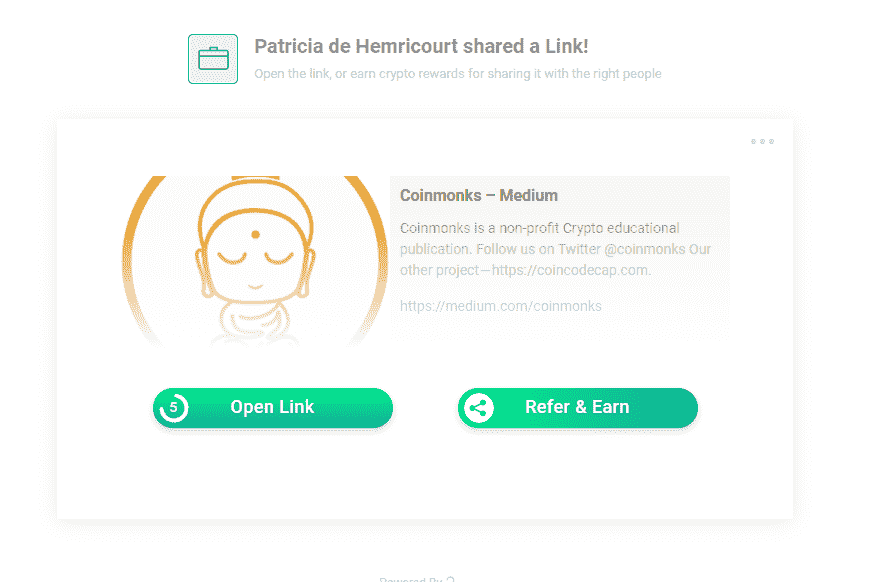 Patricia de Hemricourt shared a Link!
Open the link, or earn crypto rewards for sharing it with the right people
Coinmonks – Medium
Coinmonks is a non-profit Crypto educational
publication. Follow us on Twitter @coinmonks Our
other project — https://coincodecap.com.
https://medium.com/coinmonks
5
Open Link
Refer & Earn
Powered By